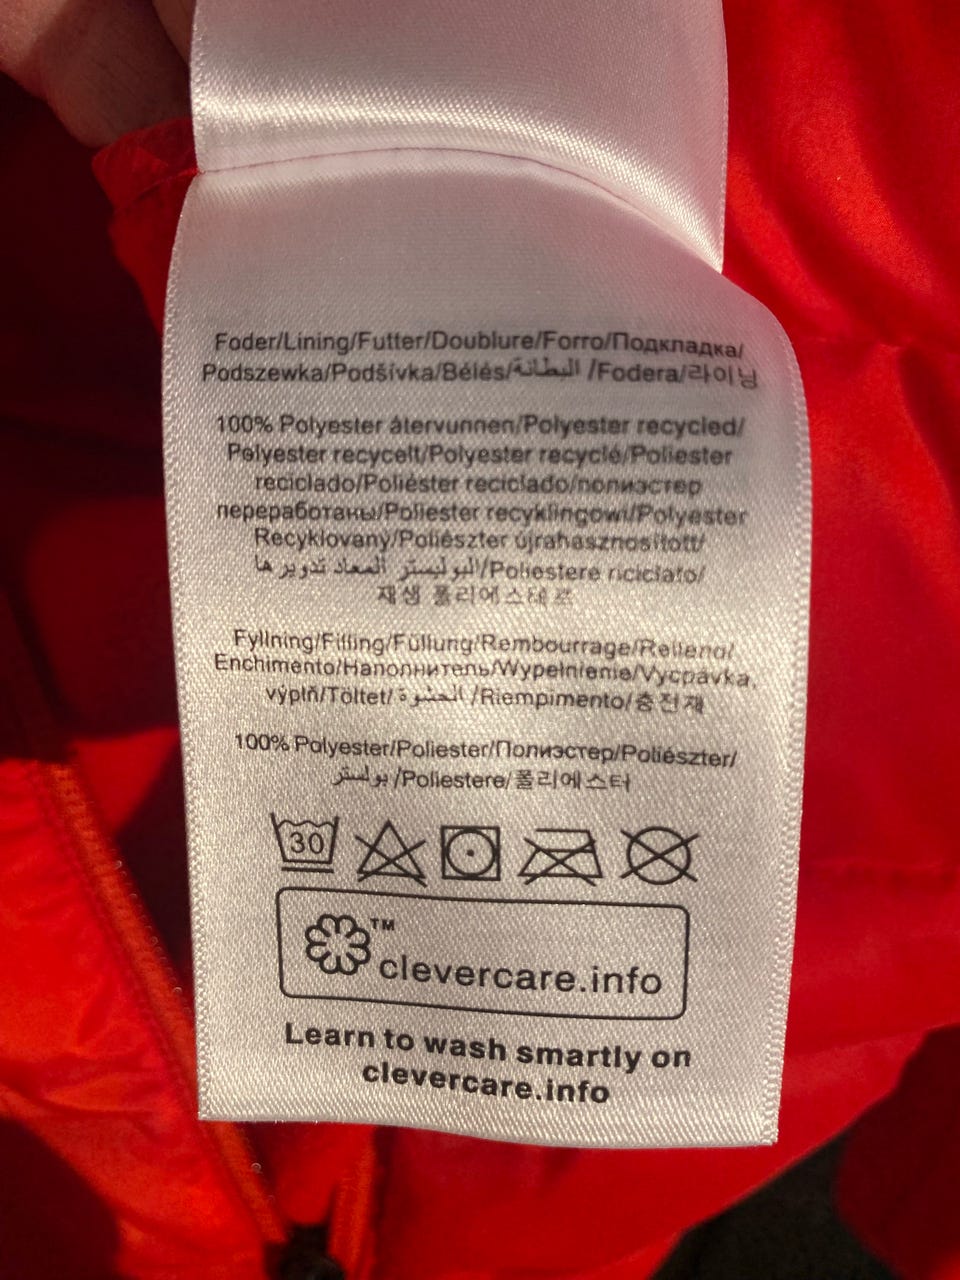 Foder/Lining/Futter/Doublure/Forro/Подкладка/
Podszewka/Podšívka/Bélés/البطانة/Fodera/라이닝
100% Polyester återvunnen/Polyester recycled/
Polyester recycelt/Polyester recyclé/Poliester
reciclado/Poliéster reciclado/полиэстер
переработаны/Poliester recyklingowi/Polyester
Recyklovaný/Poliészter újrahasznosított/
البوليستر المعاد تدويرها/Poliestere riciclato/
재생 폴리에스테르
Fyllning/Filling/Füllung/Rembourrage/Relleno/
Enchimento/Наполнитель/Wypełnienie/Vycpávka,
výplň/Töltet/الحشوة/Riempimento/충전재
100% Polyester/Poliester/Полиэстер/Poliészter/
بولستر/Poliestere/폴리에스터
30
TM
clevercare.info
Learn to wash smartly on
clevercare.info